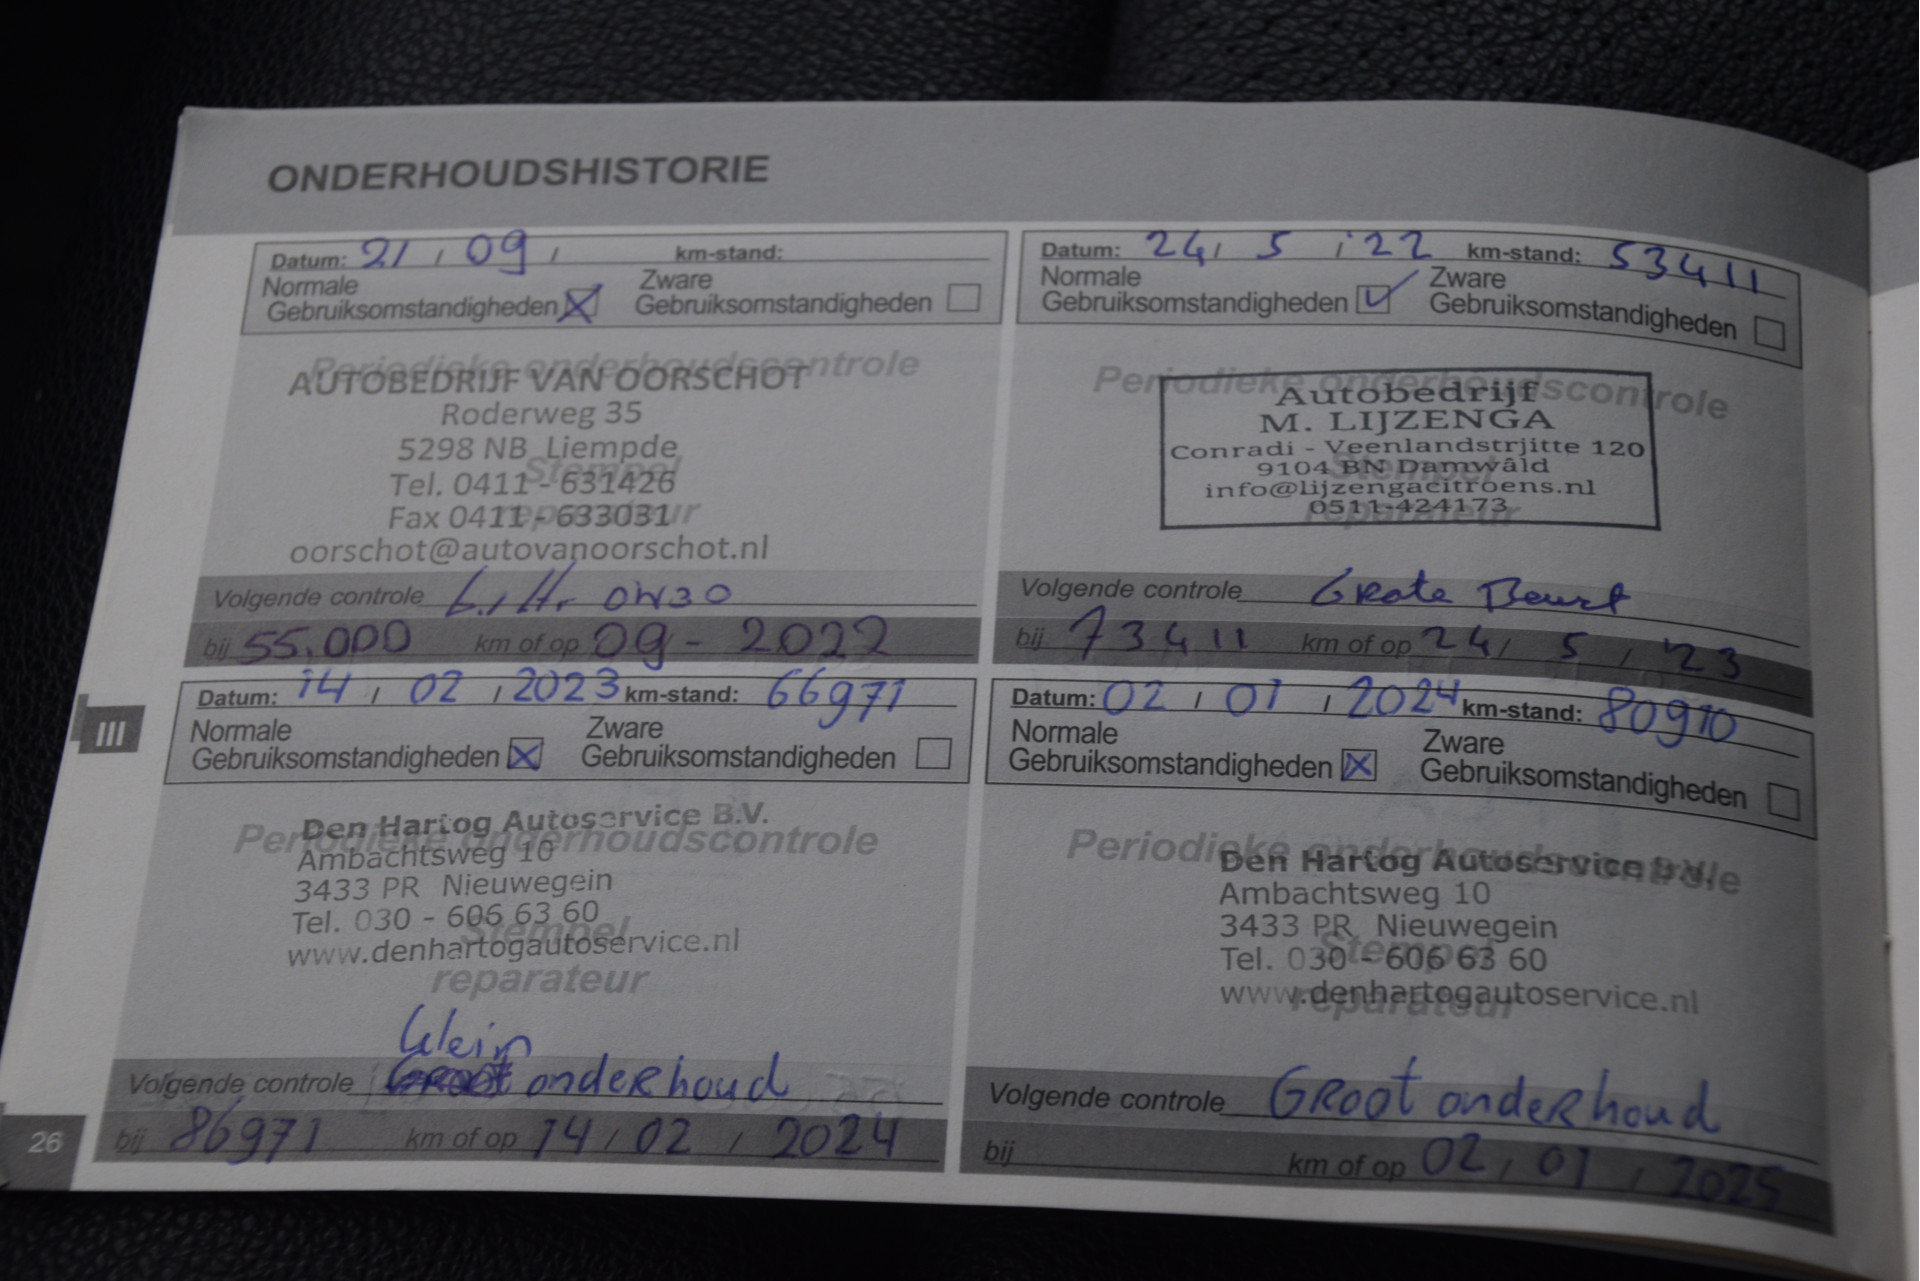 ONDERHOUDSHISTORIE
Datum: 21 / 09 / km-stand:
Normale Gebruiksomstandigheden Zware Gebruiksomstandigheden
Periodieke onderhoudscontrole
Stempel
reparateur
AUTOBEDRIJF VAN OORSCHOT
Roderweg 35
5298 NB Liempde
Tel. 0411 - 631426
Fax 0411 - 633031
oorschot@autovanoorschot.nl
Volgende controle 0W30
bij 55.000 km of op 09 - 2022
Datum: 24 / 5 / '22 km-stand: 53411
Normale Gebruiksomstandigheden Zware Gebruiksomstandigheden
Periodieke onderhoudscontrole
Stempel
reparateur
Autobedrijf
M. LIJZENGA
Conradi - Veenlandstrjitte 120
9104 BN Damwâld
info@lijzengacitroens.nl
0511-424173
Volgende controle Grote Beurt
bij 73411 km of op 24 / 5 / '23
III
Datum: 14 / 02 / 2023 km-stand: 66971
Normale Gebruiksomstandigheden Zware Gebruiksomstandigheden
Periodieke onderhoudscontrole
Stempel
reparateur
Den Hartog Autoservice B.V.
Ambachtsweg 10
3433 PR Nieuwegein
Tel. 030 - 606 63 60
www.denhartogautoservice.nl
Klein
Volgende controle Groot onderhoud
bij 86971 km of op 14 / 02 / 2024
Datum: 02 / 01 / 2024 km-stand: 80910
Normale Gebruiksomstandigheden Zware Gebruiksomstandigheden
Periodieke onderhoudscontrole
Stempel
reparateur
Den Hartog Autoservice B.V.
Ambachtsweg 10
3433 PR Nieuwegein
Tel. 030 - 606 63 60
www.denhartogautoservice.nl
Volgende controle Groot onderhoud
bij km of op 02 / 01 / 2025
26